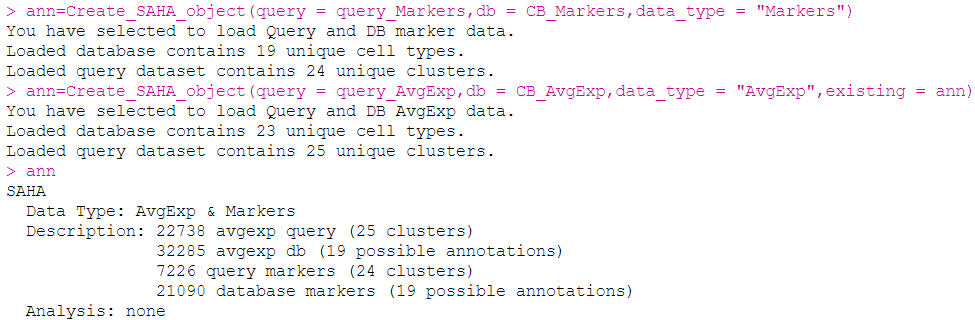 > ann=Create_SAHA_object(query = query_Markers,db = CB_Markers,data_type = "Markers")
You have selected to load Query and DB marker data.
Loaded database contains 19 unique cell types.
Loaded query dataset contains 24 unique clusters.
> ann=Create_SAHA_object(query = query_AvgExp,db = CB_AvgExp,data_type = "AvgExp",existing = ann)
You have selected to load Query and DB AvgExp data.
Loaded database contains 23 unique cell types.
Loaded query dataset contains 25 unique clusters.
> ann
SAHA
  Data Type: AvgExp & Markers
  Description: 22738 avgexp query (25 clusters)
               32285 avgexp db (19 possible annotations)
               7226 query markers (24 clusters)
               21090 database markers (19 possible annotations)
  Analysis: none